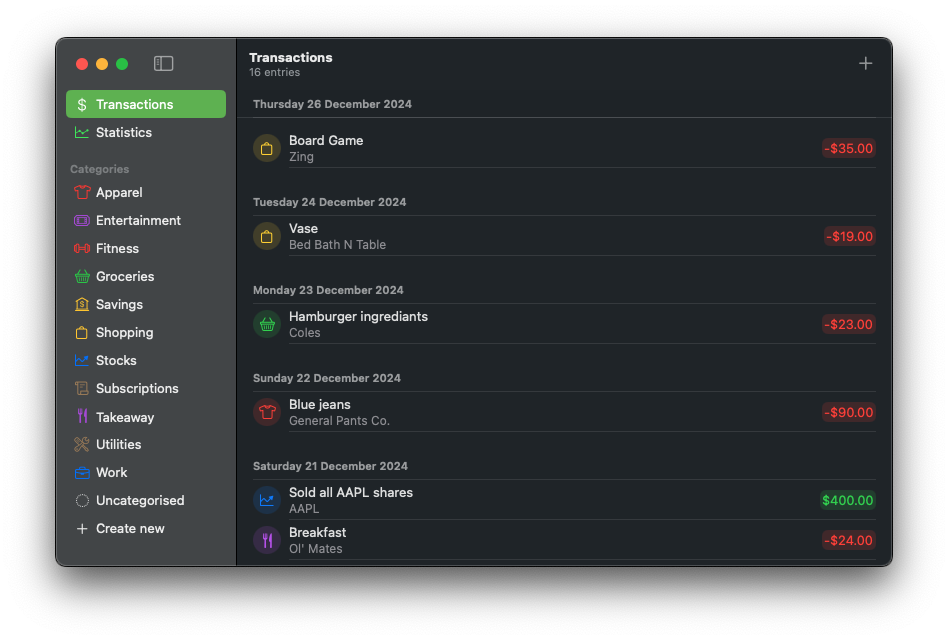 Transactions
Statistics
Categories
Apparel
Entertainment
Fitness
Groceries
Savings
Shopping
Stocks
Subscriptions
Takeaway
Utilities
Work
Uncategorised
Create new
Transactions
16 entries
Thursday 26 December 2024
Board Game
Zing
-$35.00
Tuesday 24 December 2024
Vase
Bed Bath N Table
-$19.00
Monday 23 December 2024
Hamburger ingrediants
Coles
-$23.00
Sunday 22 December 2024
Blue jeans
General Pants Co.
-$90.00
Saturday 21 December 2024
Sold all AAPL shares
AAPL
$400.00
Breakfast
Ol' Mates
-$24.00